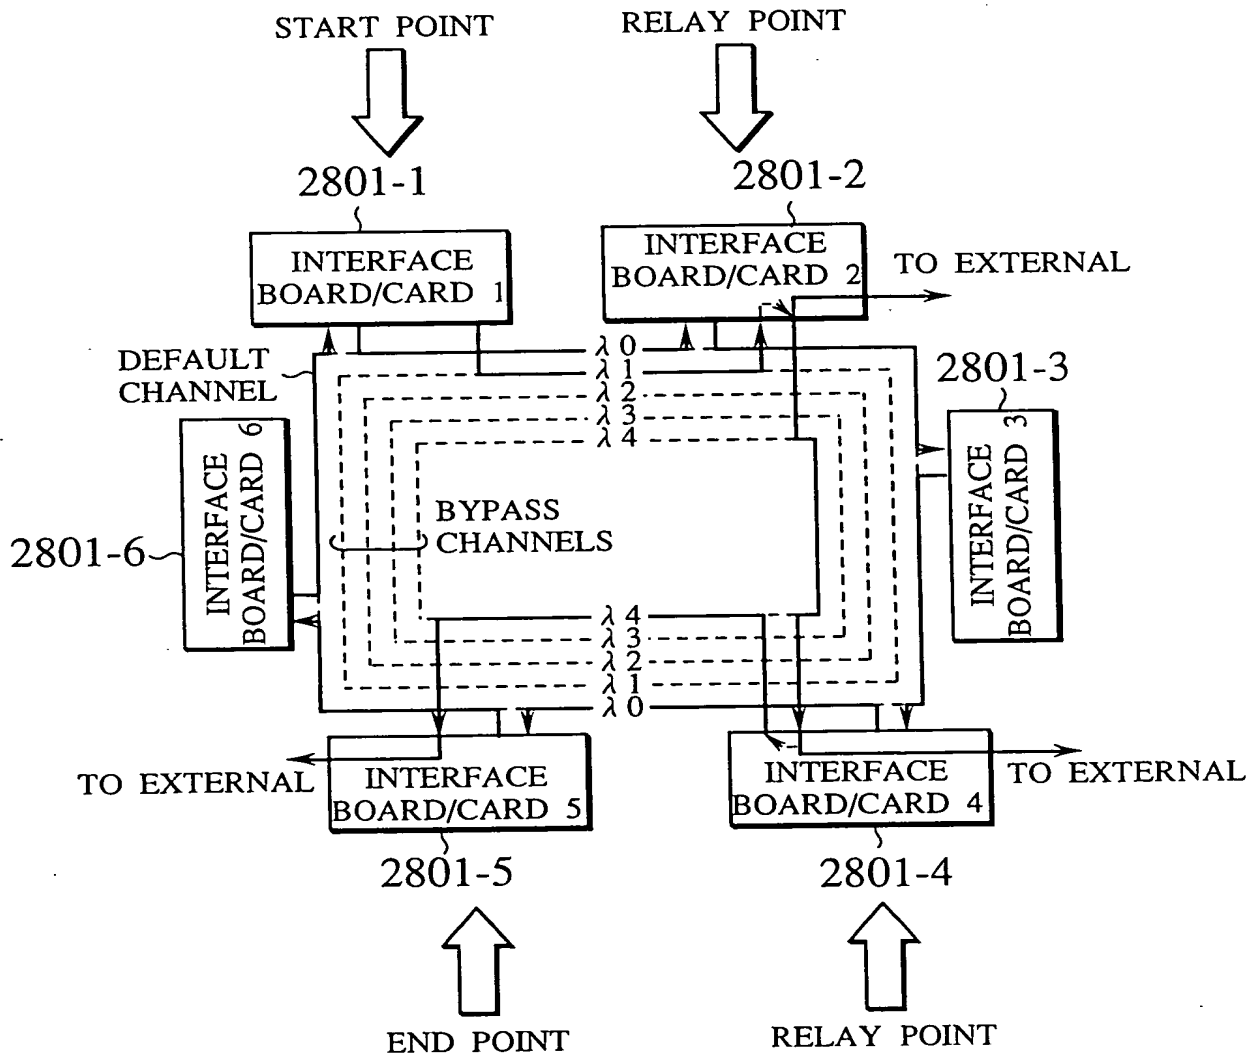 START POINT
RELAY POINT
2801-1
2801-2
INTERFACE
BOARD/CARD 1
INTERFACE
BOARD/CARD 2
TO EXTERNAL
DEFAULT
CHANNEL
λ 0
λ 1
λ 2
λ 3
λ 4
2801-3
INTERFACE
BOARD/CARD 6
INTERFACE
BOARD/CARD 3
BYPASS
CHANNELS
2801-6
λ 4
λ 3
λ 2
λ 1
λ 0
TO EXTERNAL
INTERFACE
BOARD/CARD 5
INTERFACE
BOARD/CARD 4
TO EXTERNAL
2801-5
2801-4
END POINT
RELAY POINT